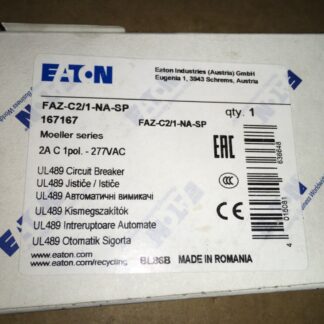 EATON
Eaton Industries (Austria) GmbH
Eugenia 1, 3943 Schrems, Austria
FAZ-C2/1-NA-SP
qty. 1
167167
FAZ-C2/1-NA-SP
Moeller series
2A C 1pol. - 277VAC
EAC
UL489 Circuit Breaker
UL489 Jističe / Ističe
UL489 Автоматичні вимикачі
UL489 Kismegszakítók
UL489 Intreruptoare Automate
UL489 Otomatik Sigorta
CCC
www.eaton.com
www.eaton.com/recycling
MADE IN ROMANIA